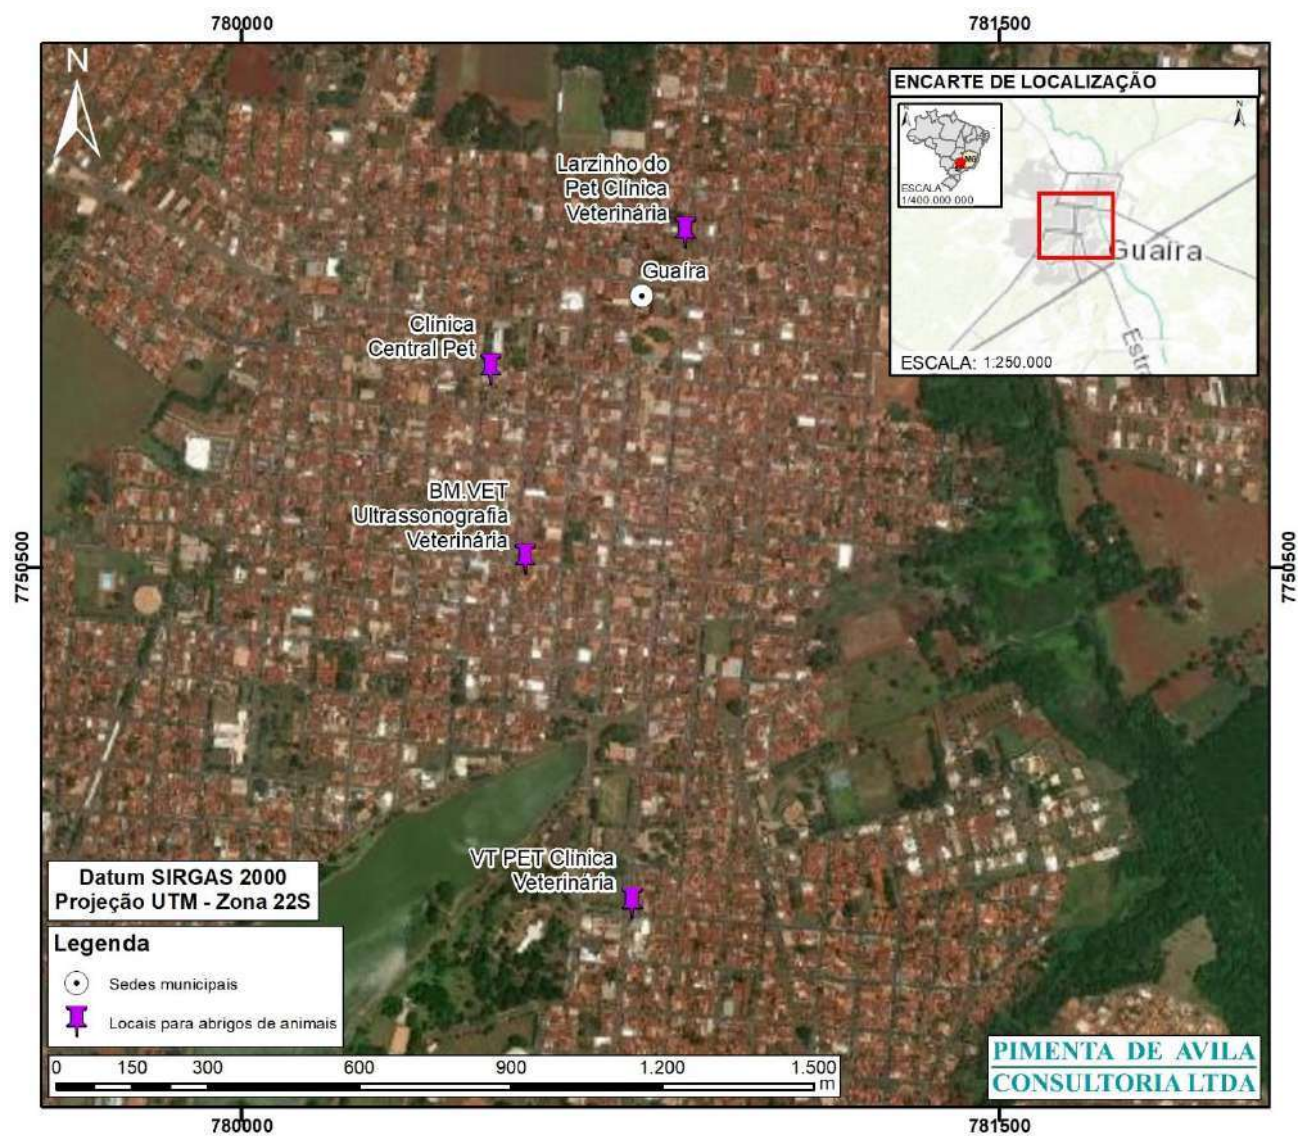 780000
781500
N
ENCARTE DE LOCALIZAÇÃO
N
N
MG
ESCALA
1/400.000.000
Guaíra
Estr
ESCALA: 1:250.000
Larzinho do
Pet Clínica
Veterinária
Guaíra
Clínica
Central Pet
BM.VET
Ultrassonografia
Veterinária
7750500
7750500
VT PET Clínica
Veterinária
Datum SIRGAS 2000
Projeção UTM - Zona 22S
Legenda
Sedes municipais
Locais para abrigos de animais
0 150 300 600 900 1.200 1.500
m
PIMENTA DE AVILA
CONSULTORIA LTDA
780000
781500